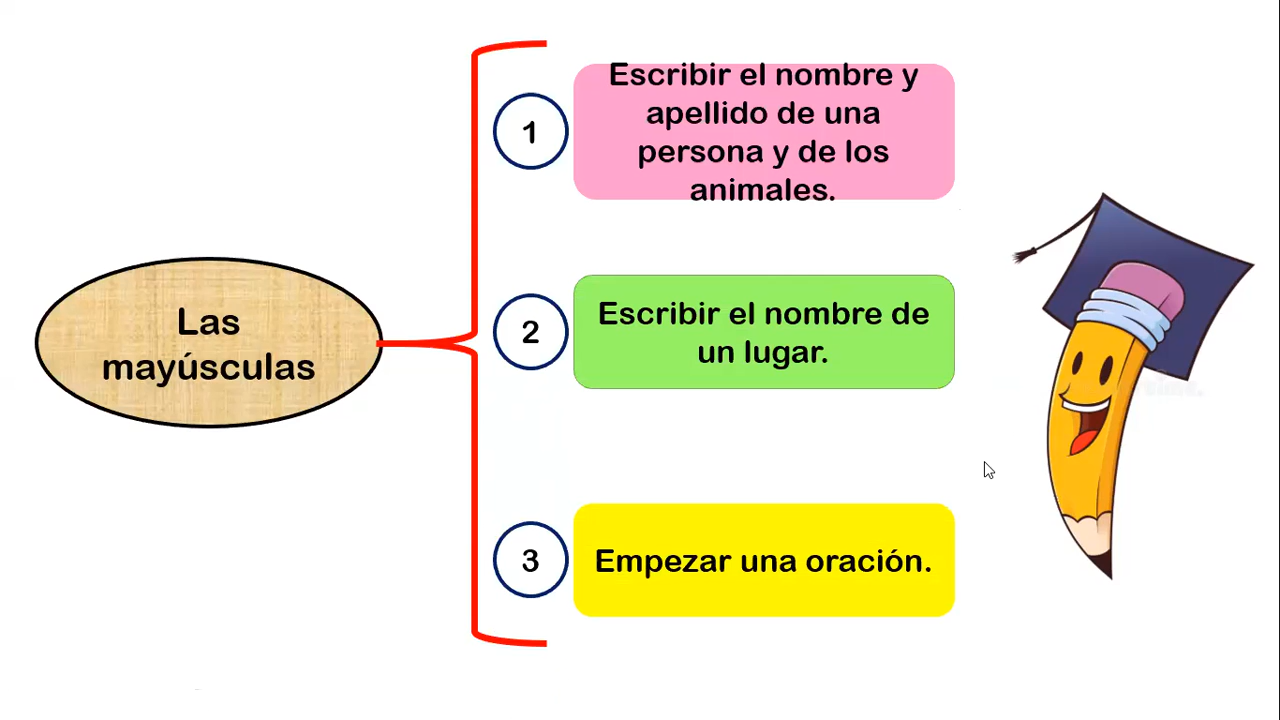 Las
mayúsculas
1
Escribir el nombre y
apellido de una
persona y de los
animales.
2
Escribir el nombre de
un lugar.
3
Empezar una oración.